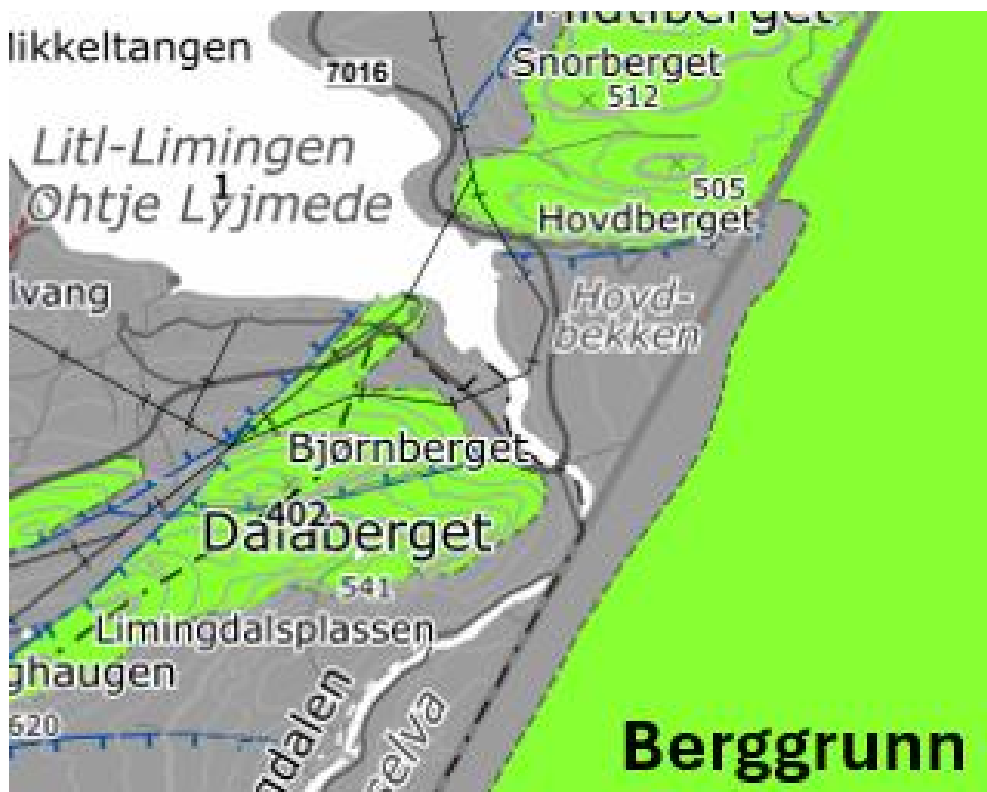 likkeltangen
7016
Snorberget
512
Litl-Limingen
1
Ohtje Lyjmede
505
Hovdberget
lvang
Hovd-
bekken
Bjørnberget
402
Dalaberget
541
Limingdalsplassen
ghaugen
620
ndalen
selva
Berggrunn